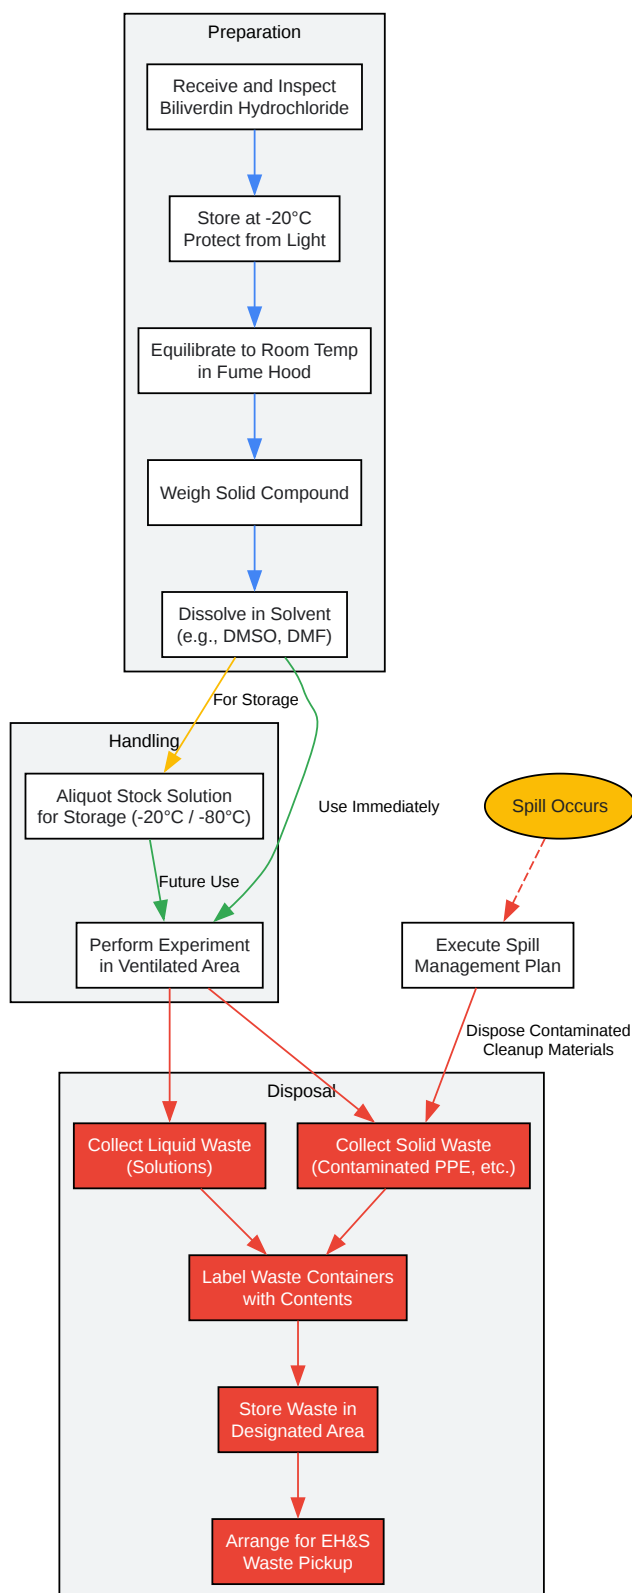 Preparation
Receive and Inspect
Biliverdin Hydrochloride
Store at -20°C
Protect from Light
Equilibrate to Room Temp
in Fume Hood
Weigh Solid Compound
Dissolve in Solvent
(e.g., DMSO, DMF)
For Storage
Handling
Aliquot Stock Solution
for Storage (-20°C / -80°C)
Use Immediately
Spill Occurs
Future Use
Perform Experiment
in Ventilated Area
Execute Spill
Management Plan
Dispose Contaminated
Cleanup Materials
Disposal
Collect Liquid Waste
(Solutions)
Collect Solid Waste
(Contaminated PPE, etc.)
Label Waste Containers
with Contents
Store Waste in
Designated Area
Arrange for EH&S
Waste Pickup